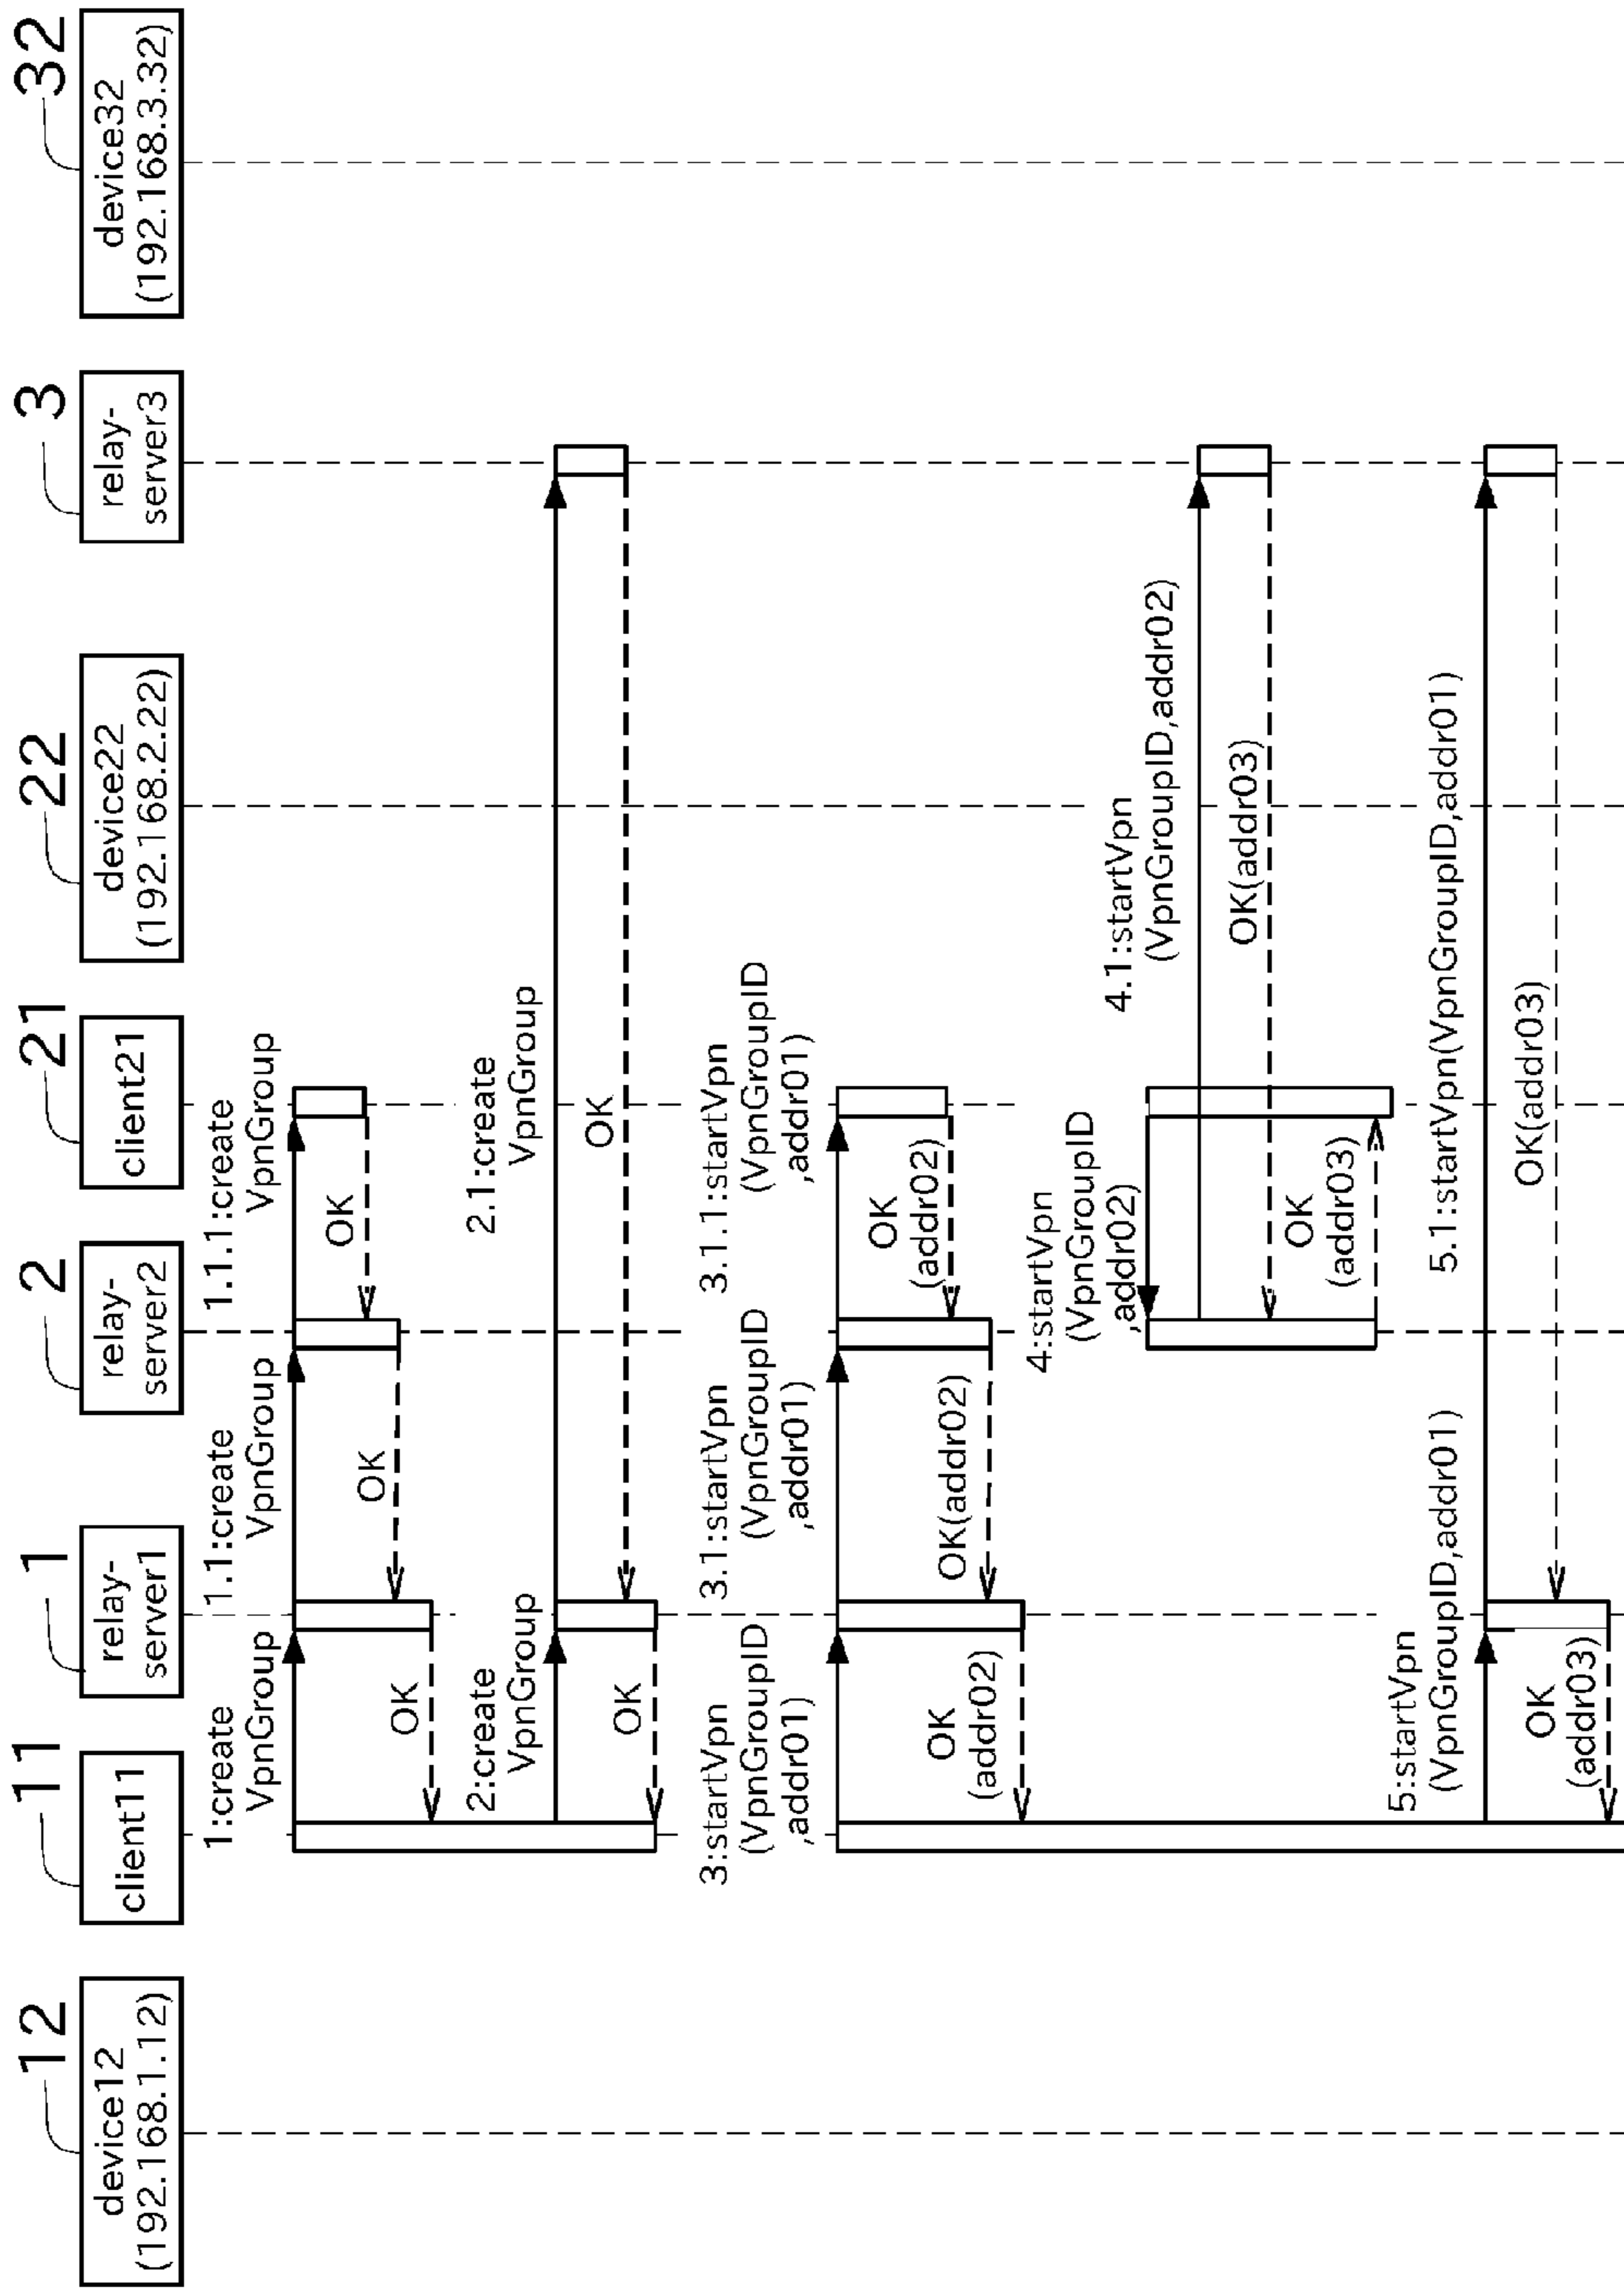 12
11
1
2
21
22
3
32
device12
(192.168.1.12)
client11
relay-
server1
relay-
server2
client21
device22
(192.168.2.22)
relay-
server3
device32
(192.168.3.32)
1:create
VpnGroup
1.1:create
VpnGroup
1.1.1:create
VpnGroup
OK
OK
OK
2:create
VpnGroup
2.1:create
VpnGroup
OK
OK
3:startVpn
(VpnGroupID
,addr01)
3.1:startVpn
(VpnGroupID
,addr01)
3.1.1:startVpn
(VpnGroupID
,addr01)
OK
(addr02)
OK(addr02)
OK
(addr02)
4:startVpn
(VpnGroupID
,addr02)
4.1:startVpn
(VpnGroupID,addr02)
OK(addr03)
OK
(addr03)
5:startVpn
(VpnGroupID,addr01)
5.1:startVpn(VpnGroupID,addr01)
OK(addr03)
OK
(addr03)